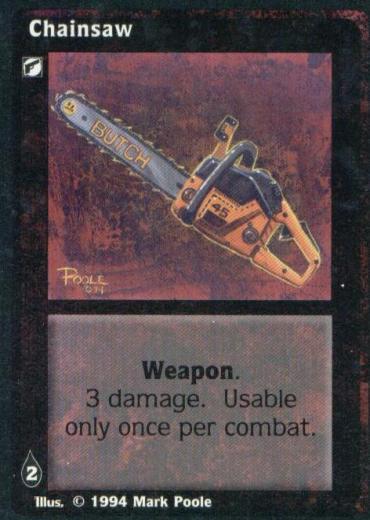 Chainsaw
BUTCH
45
POOLE
'94
Weapon.
3 damage. Usable
only once per combat.
2
Illus. © 1994 Mark Poole